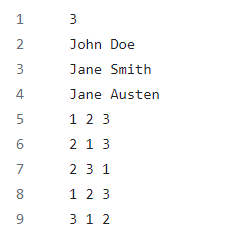 1 3
2 John Doe
3 Jane Smith
4 Jane Austen
5 1 2 3
6 2 1 3
7 2 3 1
8 1 2 3
9 3 1 2